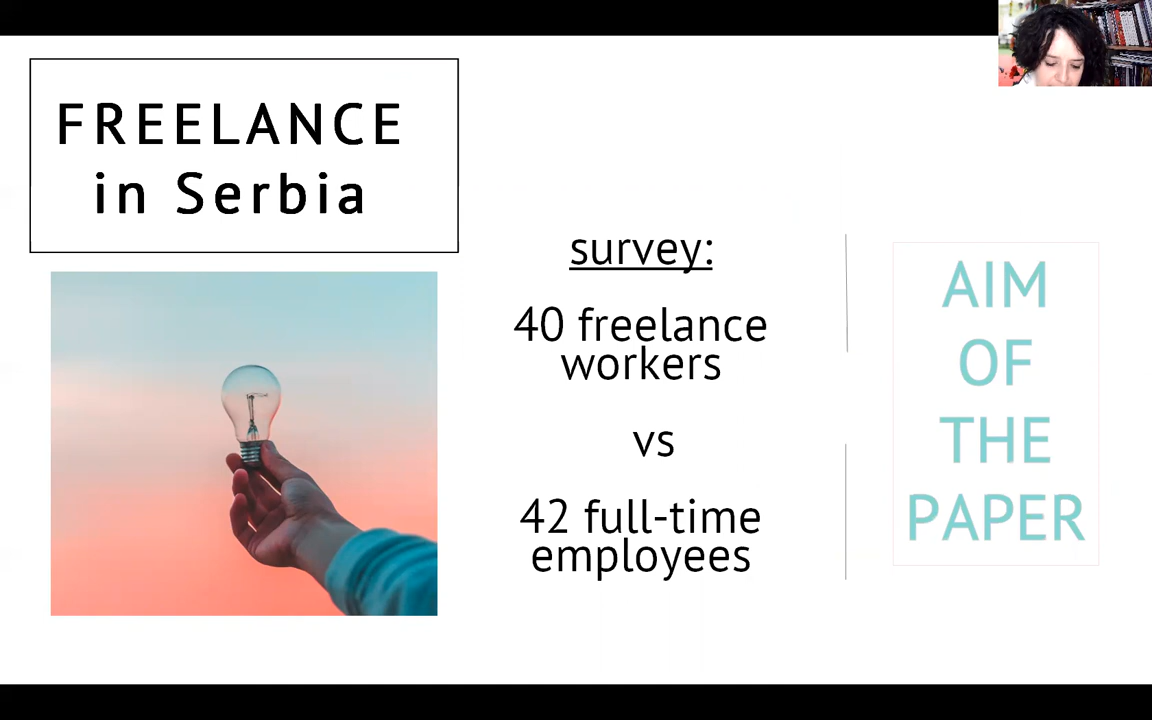 FREELANCE
in Serbia
survey:
40 freelance
workers
vs
42 full-time
employees
AIM
OF
THE
PAPER